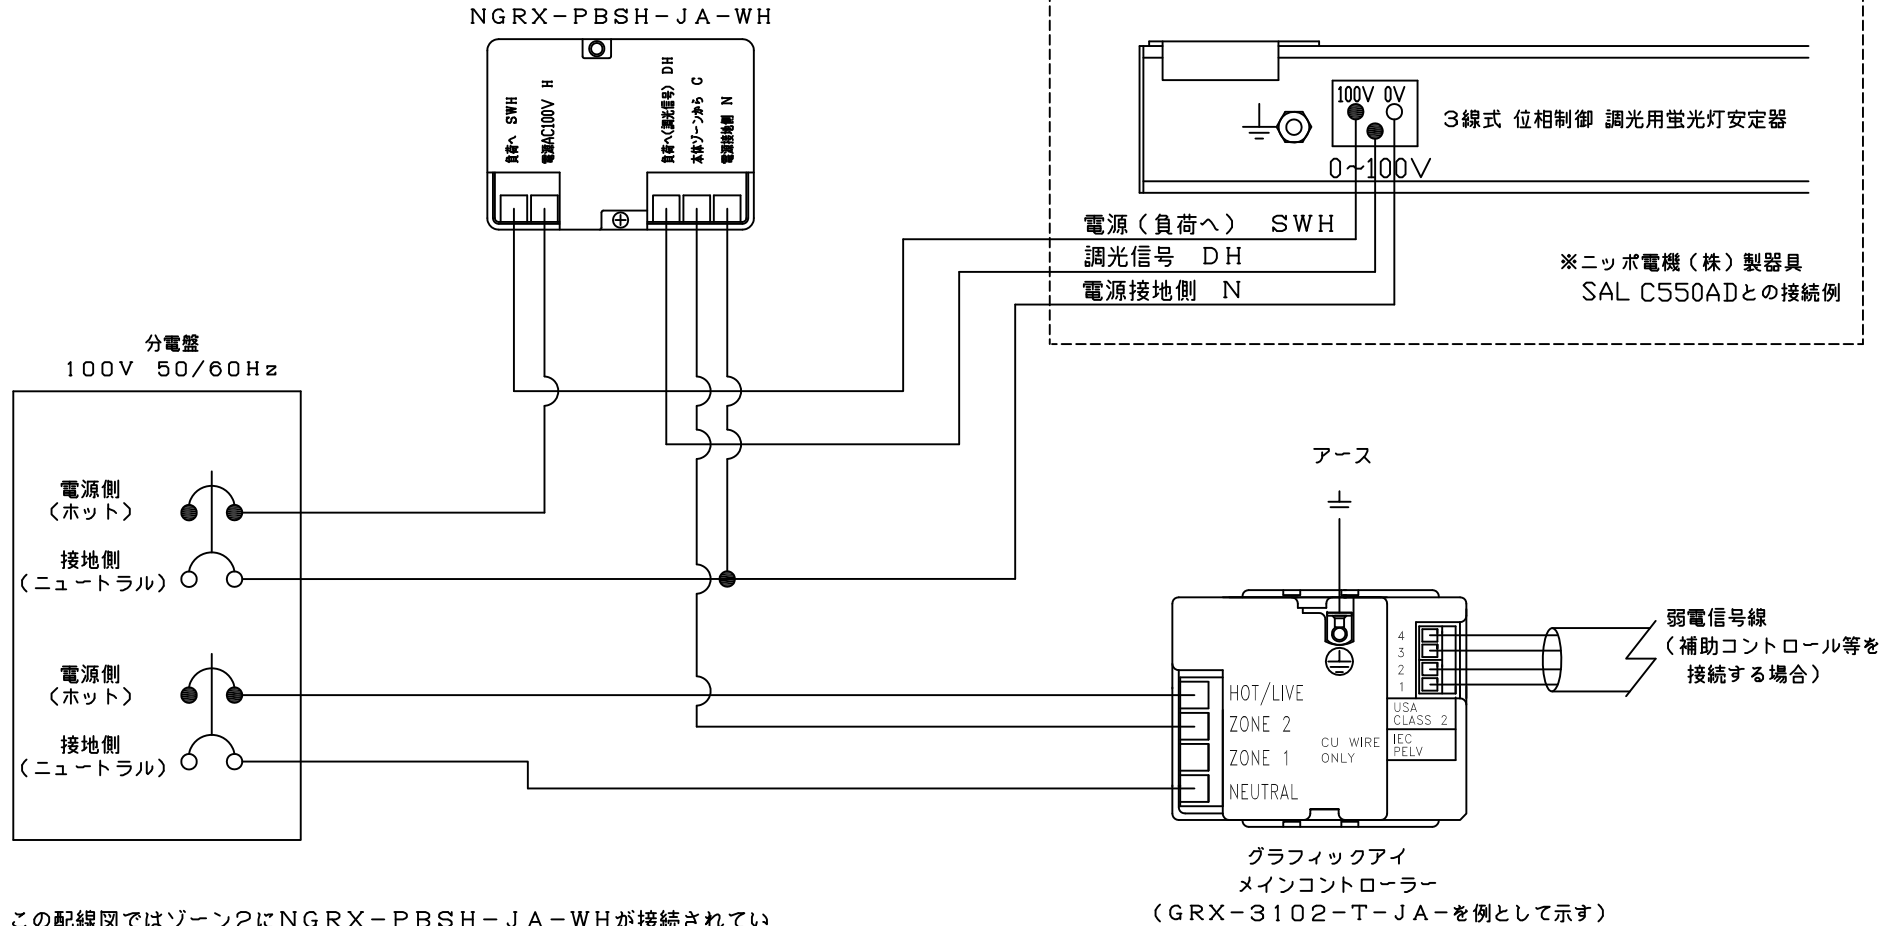 NGRX-PBSH-JA-WH
負荷へ SWH
電源AC100V H
負荷へ(調光信号) DH
本体ゾーンから C
電源接地側 N
100V 0V
0~100V
3線式 位相制御 調光用蛍光灯安定器
電源(負荷へ) SWH
調光信号 DH
電源接地側 N
※ニッポ電機(株)製器具
SAL C550ADとの接続例
分電盤
100V 50/60Hz
電源側
(ホット)
接地側
(ニュートラル)
電源側
(ホット)
接地側
(ニュートラル)
アース
HOT/LIVE
ZONE 2
ZONE 1
NEUTRAL
CU WIRE
ONLY
4
3
2
1
USA
CLASS 2
IEC
PELV
弱電信号線
(補助コントロール等を
接続する場合)
グラフィックアイ
メインコントローラー
(GRX-3102-T-JA-を例として示す)
この配線図ではゾーン2にNGRX-PBSH-JA-WHが接続されてい